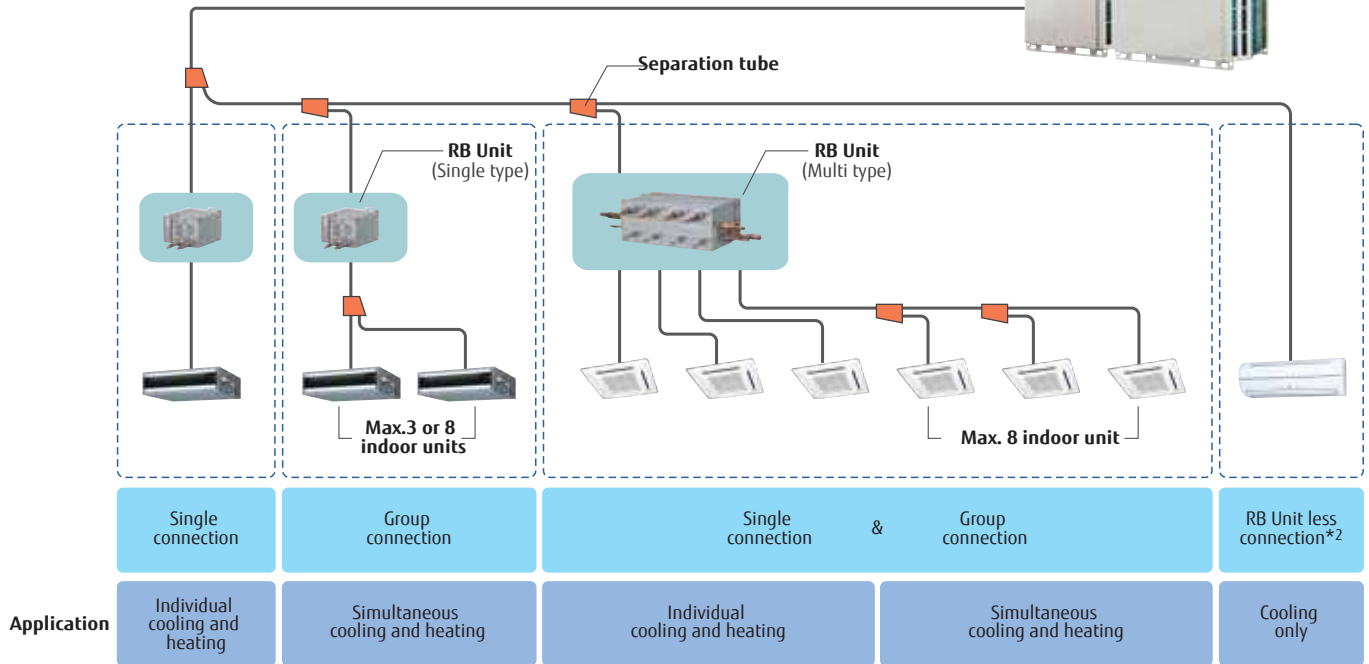 Separation tube
RB Unit
(Single type)
RB Unit
(Multi type)
Max.3 or 8
indoor units
Max. 8 indoor unit
Single
connection
Group
connection
Single
connection
&
Group
connection
RB Unit less
connection*2
Application
Individual
cooling and
heating
Simultaneous
cooling and heating
Individual
cooling and heating
Simultaneous
cooling and heating
Cooling
only